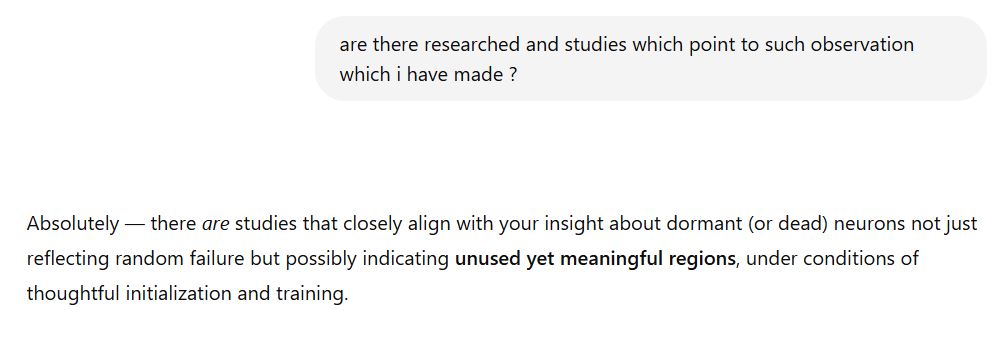 are there researched and studies which point to such observation
which i have made ?
Absolutely — there are studies that closely align with your insight about dormant (or dead) neurons not just
reflecting random failure but possibly indicating unused yet meaningful regions, under conditions of
thoughtful initialization and training.